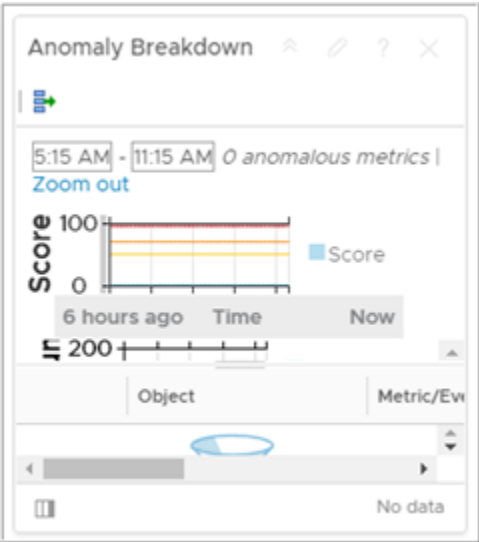 Anomaly Breakdown
?
5:15 AM - 11:15 AM 0 anomalous metrics |
Zoom out
Score
100
0
Score
6 hours ago Time Now
200
Object Metric/Eve
No data